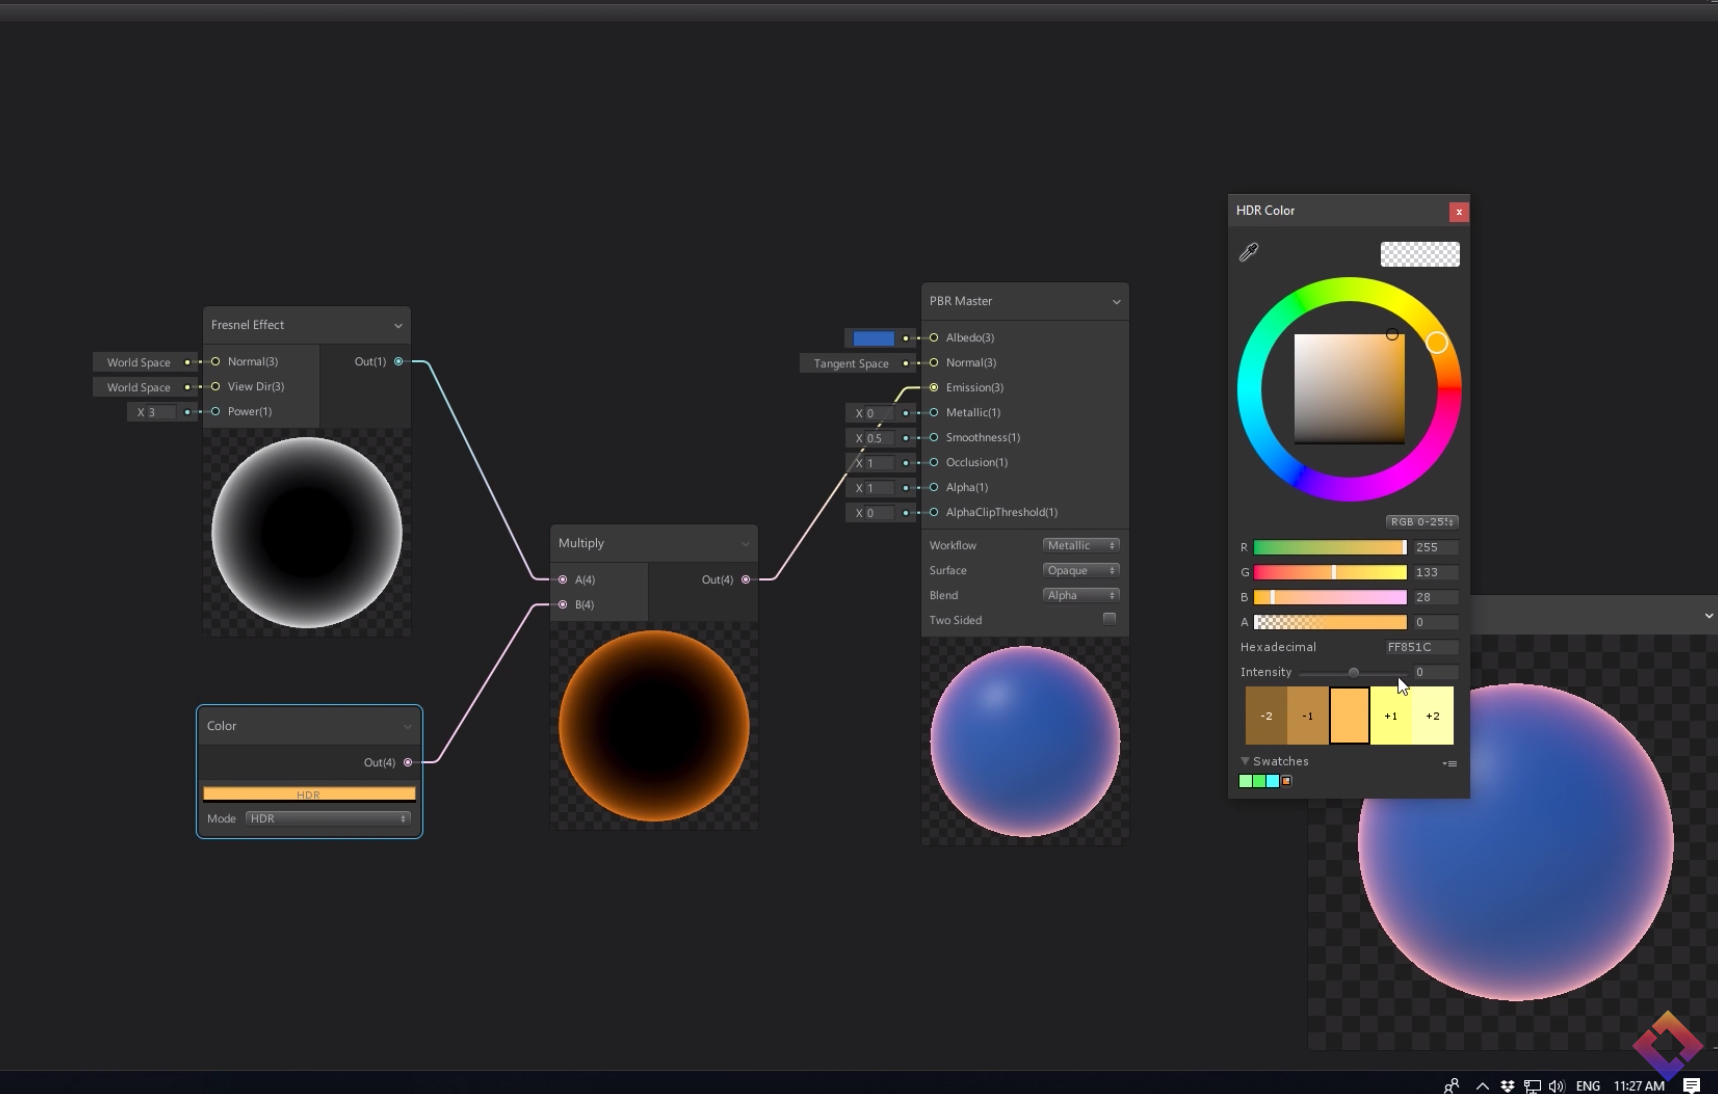 HDR Color
x
Fresnel Effect
World Space
Normal(3)
Out(1)
World Space
View Dir(3)
X 3
Power(1)
PBR Master
Albedo(3)
Tangent Space
Normal(3)
Emission(3)
X 0
Metallic(1)
X 0.5
Smoothness(1)
X 1
Occlusion(1)
X 1
Alpha(1)
X 0
AlphaClipThreshold(1)
Workflow
Metallic
Surface
Opaque
Blend
Alpha
Two Sided
Multiply
A(4)
Out(4)
B(4)
Color
Out(4)
HDR
Mode
HDR
RGB 0-25
R
255
G
133
B
28
A
0
Hexadecimal
FF851C
Intensity
0
-2
-1
+1
+2
Swatches
ENG
11:27 AM